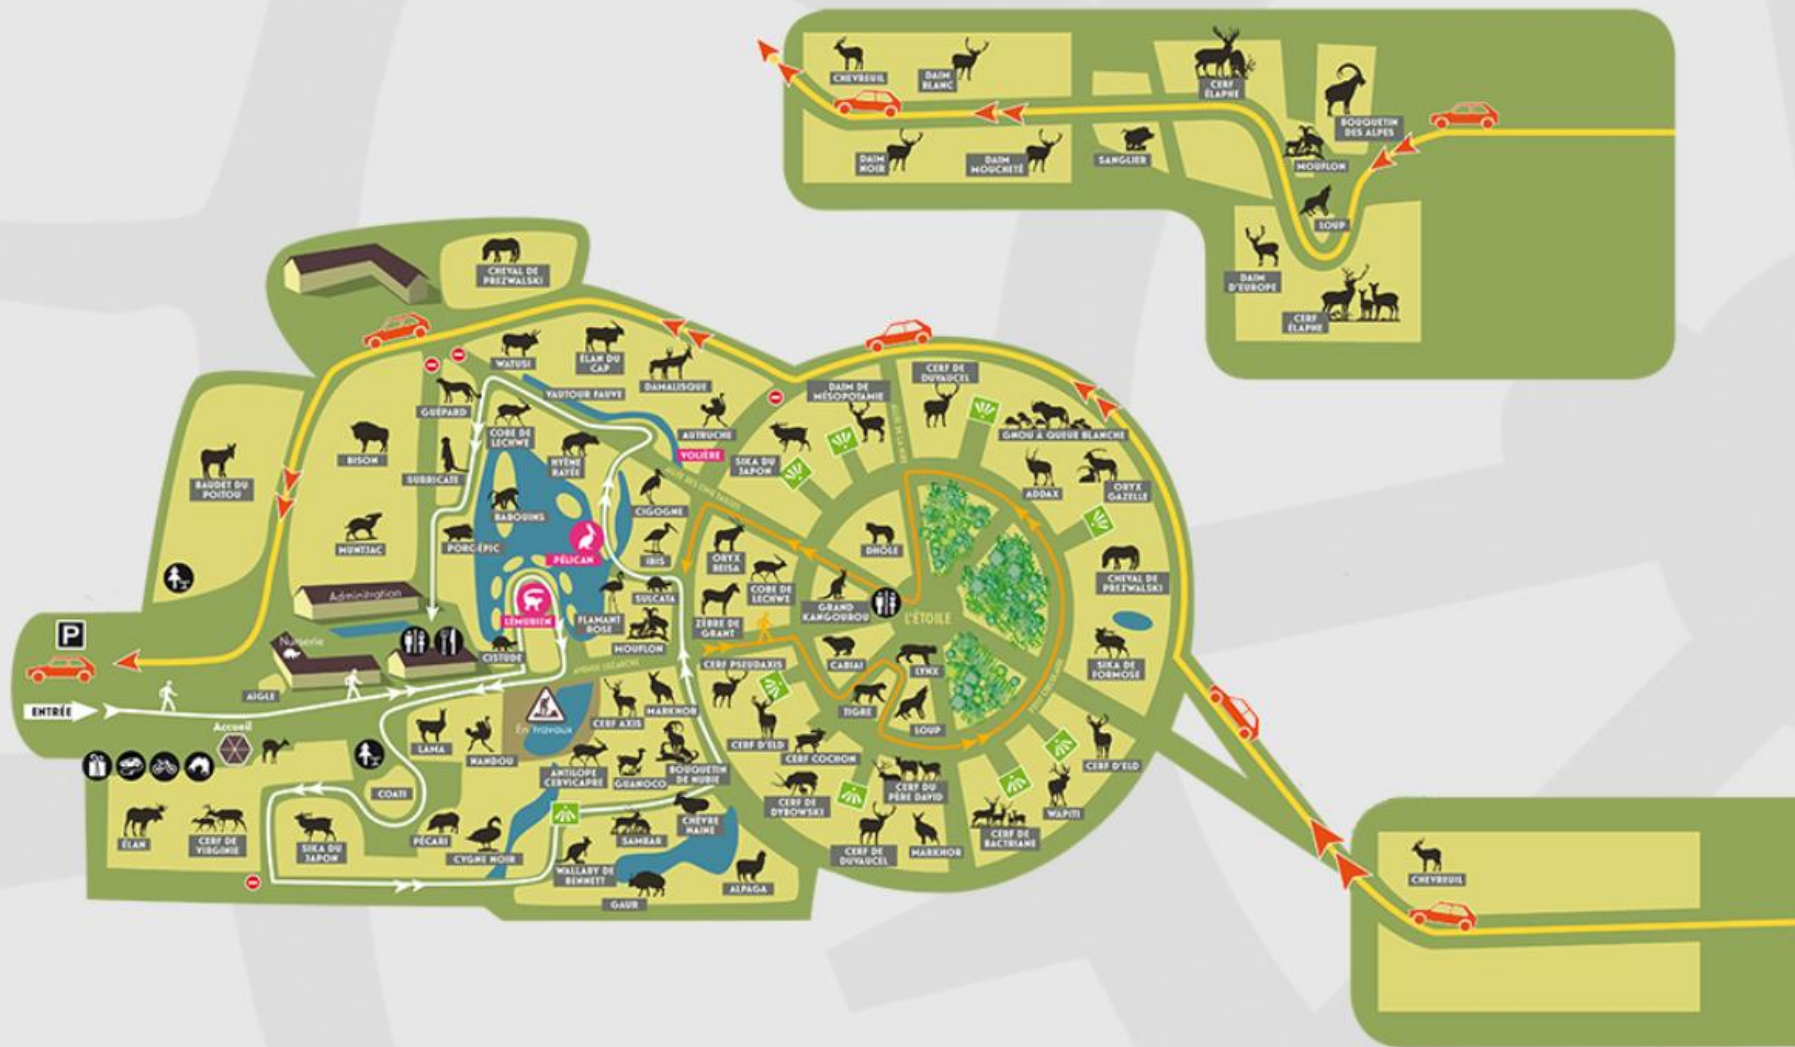 CHEVREUIL
DAIM
BLANC
CERF
ÉLAPHE
BOUQUETIN
DES ALPES
DAIM
NOIR
DAIM
MOUCHETÉ
SANGLIER
MOUFLON
LOUP
DAIM
D'EUROPE
CERF
ÉLAPHE
CHEVAL DE
PREZWALSKI
WATUSI
ÉLAN DU
CAP
DAMALISQUE
VAUTOUR FAUVE
GUÉPARD
COBE DE
LECHWE
AUTRUCHE
VOLIÈRE
BISON
SURRICATE
HYÈNE
RAYÉE
BAUDET DU
POITOU
BABOUINS
CIGOGNE
MUNTJAC
PORC-ÉPIC
PÉLICAN
IBIS
SULCATA
LÉMURIEN
FLAMANT
ROSE
MOUFLON
CISTUDE
Adminitration
Nurserie
AIGLE
P
ENTRÉE
Accueil
LAMA
NANDOU
En travaux
CERF AXIS
MARKHOR
ANTILOPE
CERVICAPRE
GUANOCO
BOUQUETIN
DE NUBIE
COATI
ÉLAN
CERF DE
VIRGINIE
SIKA DU
JAPON
PÉCARI
CYGNE NOIR
WALLABY DE
BENNETT
SAMBAR
CHÈVRE
NAINE
GAUR
ALPAGA
DAIM DE
MÉSOPOTAMIE
CERF DE
DUVAUCEL
SIKA DU
JAPON
GNOU À QUEUE BLANCHE
ADDAX
ORYX
GAZELLE
ORYX
BEISA
COBE DE
LECHWE
DHOLE
GRAND
KANGOUROU
ZÈBRE DE
GRANT
L'ÉTOILE
CHEVAL DE
PREZWALSKI
SIKA DE
FORMOSE
CERF PSEUDAXIS
CABIAI
LYNX
TIGRE
LOUP
CERF D'ELD
CERF COCHON
CERF DE
DYBOWSKI
CERF DU
PÈRE DAVID
CERF D'ELD
WAPITI
CERF DE
BACTRIANE
CERF DE
DUVAUCEL
MARKHOR
CHEVREUIL